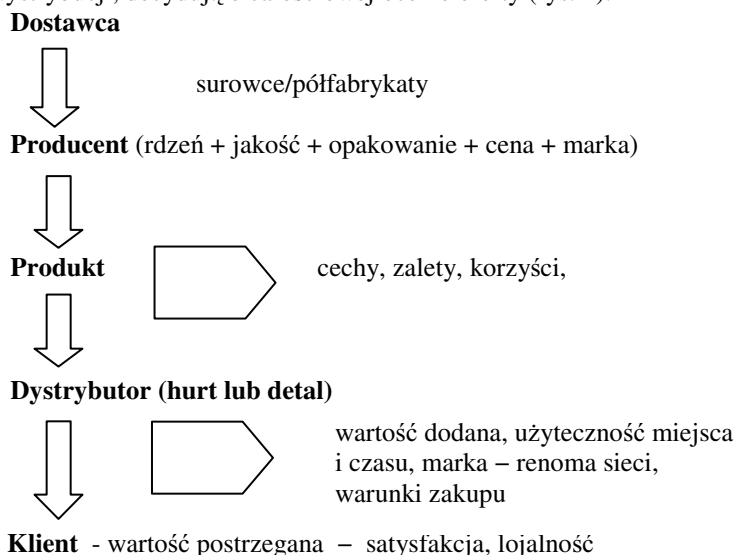 Dostawca
surowce/półfabrykaty
Producent (rdzeń + jakość + opakowanie + cena + marka)
Produkt
cechy, zalety, korzyści,
Dystrybutor (hurt lub detal)
wartość dodana, użyteczność miejsca
i czasu, marka − renoma sieci,
warunki zakupu
Klient - wartość postrzegana − satysfakcja, lojalność